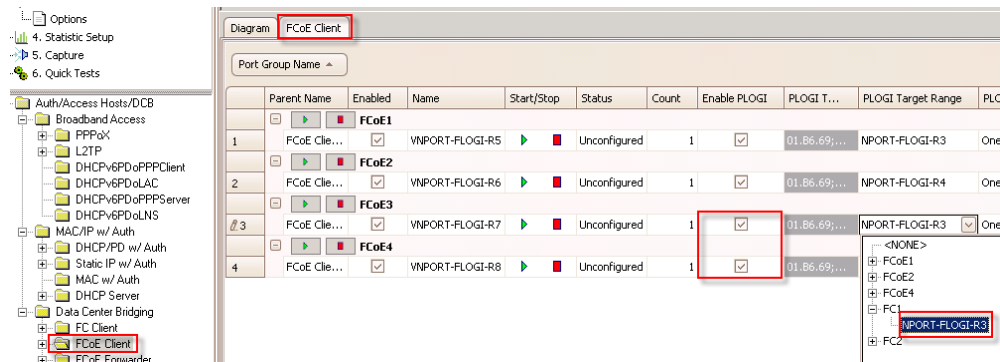 Options
4. Statistic Setup
5. Capture
6. Quick Tests
Auth/Access Hosts/DCB
Broadband Access
PPPoX
L2TP
DHCPv6PDoPPPClient
DHCPv6PDoLAC
DHCPv6PDoPPPServer
DHCPv6PDoLNS
MAC/IP w/ Auth
DHCP/PD w/ Auth
Static IP w/ Auth
MAC w/ Auth
DHCP Server
Data Center Bridging
FC Client
FCoE Client
FCoE Forwarder
Diagram FCoE Client
Port Group Name
Parent Name Enabled Name Start/Stop Status Count Enable PLOGI PLOGI T... PLOGI Target Range PLO
FCoE1
1 FCoE Clie... VNPORT-FLOGI-R5 Unconfigured 1 01.B6.69;... NPORT-FLOGI-R3 One
FCoE2
2 FCoE Clie... VNPORT-FLOGI-R6 Unconfigured 1 01.B6.69;... NPORT-FLOGI-R4 One
FCoE3
3 FCoE Clie... VNPORT-FLOGI-R7 Unconfigured 1 01.B6.69;... NPORT-FLOGI-R3 One
FCoE4
4 FCoE Clie... VNPORT-FLOGI-R8 Unconfigured 1 01.B6.69;...
<NONE>
FCoE1
FCoE2
FCoE4
FC1
NPORT-FLOGI-R3
FC2